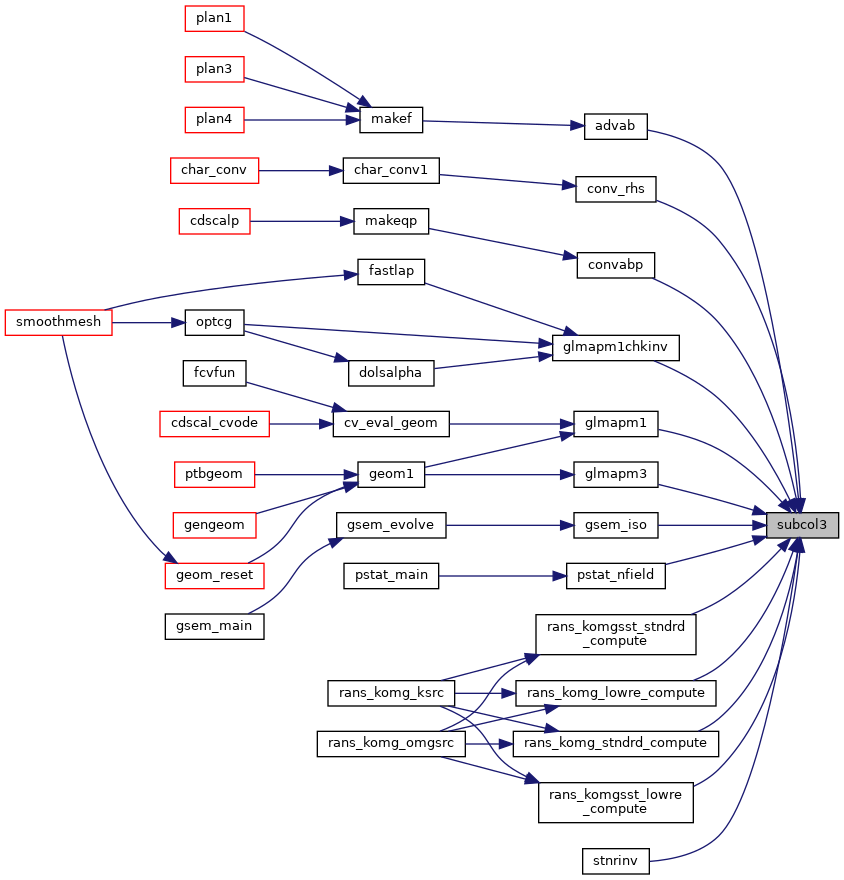 plan1
plan3
plan4
makef
advab
char_conv
char_conv1
conv_rhs
cdscalp
makeqp
convabp
fastlap
smoothmesh
optcg
glmapm1chkinv
fcvfun
dolsalpha
cdscal_cvode
cv_eval_geom
glmapm1
ptbgeom
geom1
glmapm3
gengeom
gsem_evolve
gsem_iso
subcol3
geom_reset
pstat_main
pstat_nfield
gsem_main
rans_komgsst_stndrd
_compute
rans_komg_ksrc
rans_komg_lowre_compute
rans_komg_omgsrc
rans_komg_stndrd_compute
rans_komgsst_lowre
_compute
stnrinv